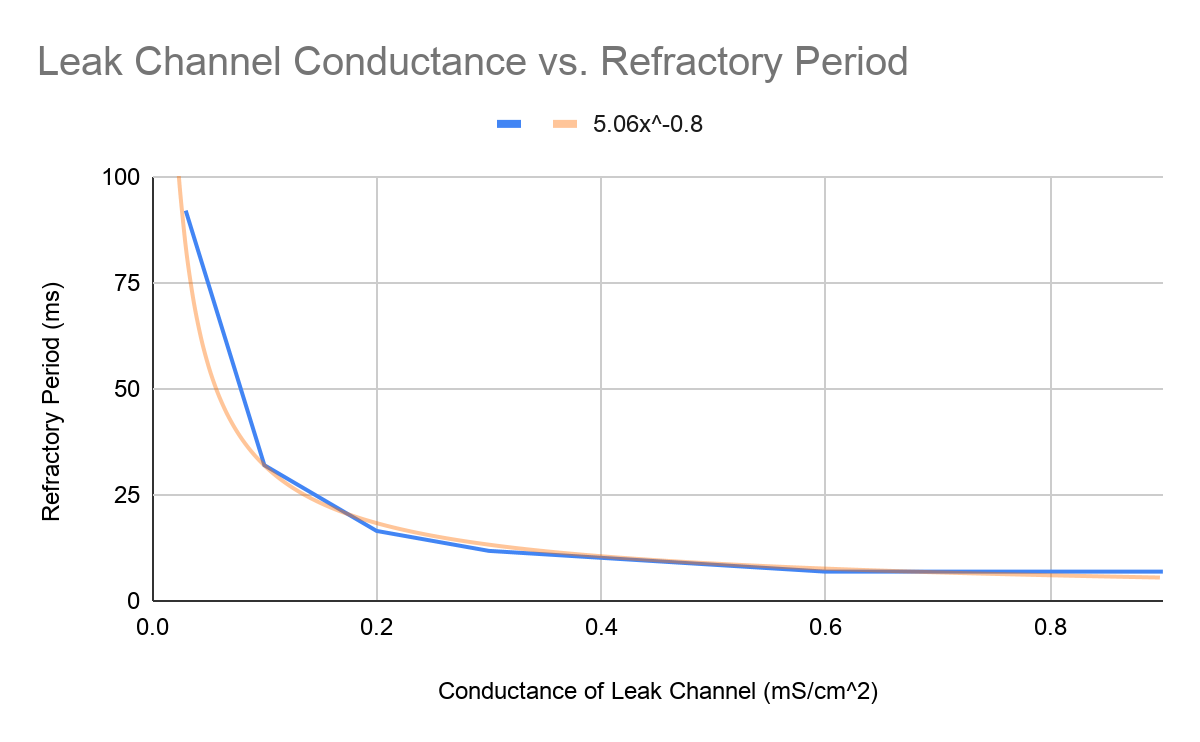 Leak Channel Conductance vs. Refractory Period
5.06x^-0.8
100
75
50
25
0
Refractory Period (ms)
0.0 0.2 0.4 0.6 0.8
Conductance of Leak Channel (mS/cm^2)